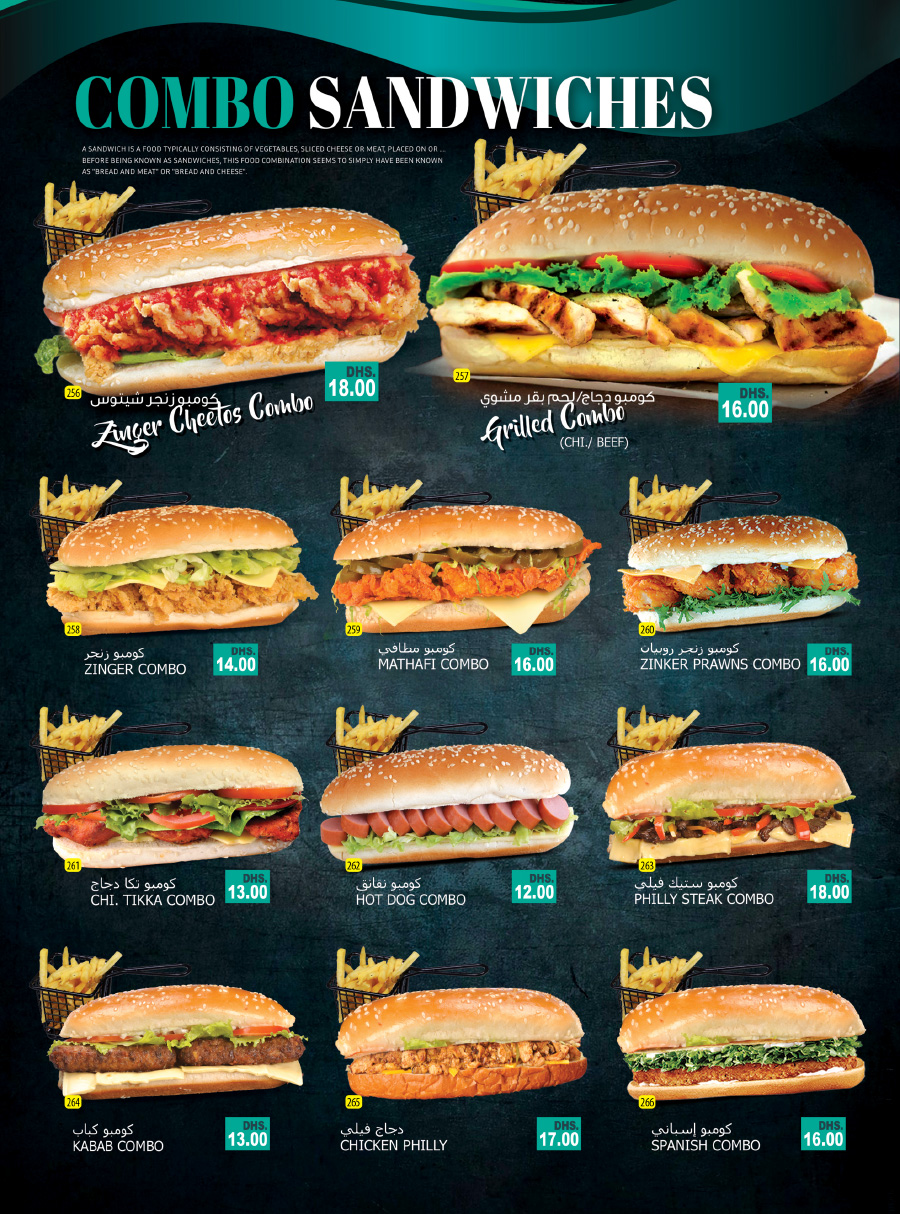 COMBO SANDWICHES
A SANDWICH IS A FOOD TYPICALLY CONSISTING OF VEGETABLES, SLICED CHEESE OR MEAT, PLACED ON OR ...
BEFORE BEING KNOWN AS SANDWICHES, THIS FOOD COMBINATION SEEMS TO SIMPLY HAVE BEEN KNOWN
AS "BREAD AND MEAT" OR "BREAD AND CHEESE".
256
كومبو زنجر شيتوس
Zinger Cheetos Combo
DHS.
18.00
257
كومبو دجاج/لحم بقر مشوي
Grilled Combo
(CHI./ BEEF)
DHS.
16.00
258
كومبو زنجر
ZINGER COMBO
DHS.
14.00
259
كومبو مطافي
MATHAFI COMBO
DHS.
16.00
260
كومبو زنجر روبيان
ZINKER PRAWNS COMBO
DHS.
16.00
261
كومبو تكا دجاج
CHI. TIKKA COMBO
DHS.
13.00
262
كومبو نقانق
HOT DOG COMBO
DHS.
12.00
263
كومبو ستيك فيلي
PHILLY STEAK COMBO
DHS.
18.00
264
كومبو كباب
KABAB COMBO
DHS.
13.00
265
دجاج فيلي
CHICKEN PHILLY
DHS.
17.00
266
كومبو إسباني
SPANISH COMBO
DHS.
16.00